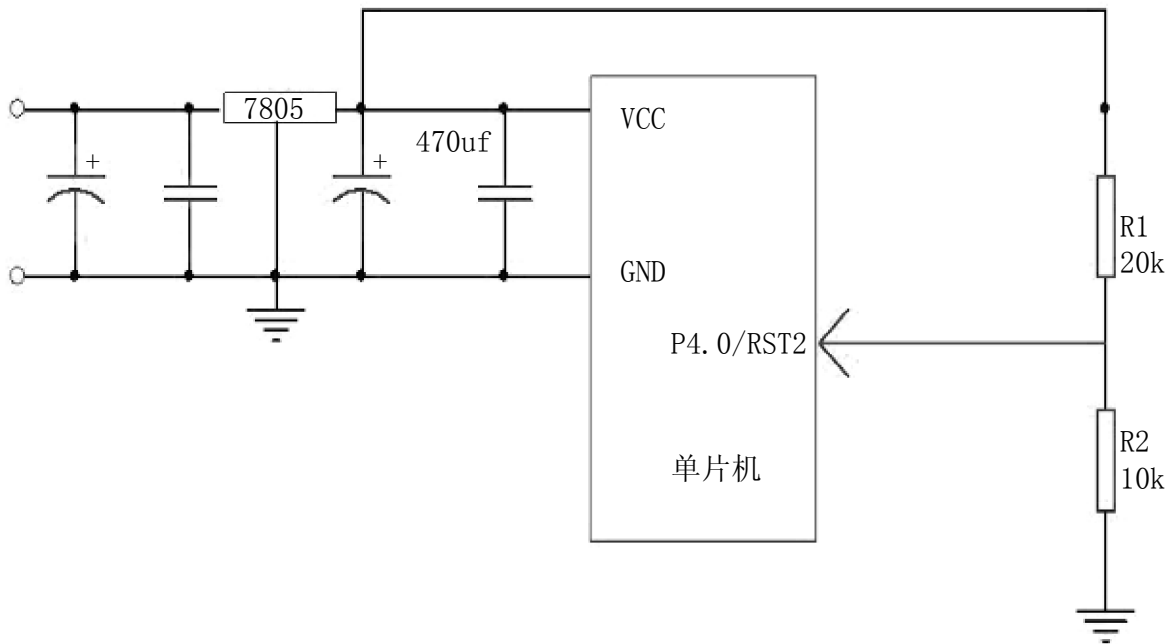 7805
+
+
470uf
VCC
GND
P4.0/RST2
单片机
R1
20k
R2
10k